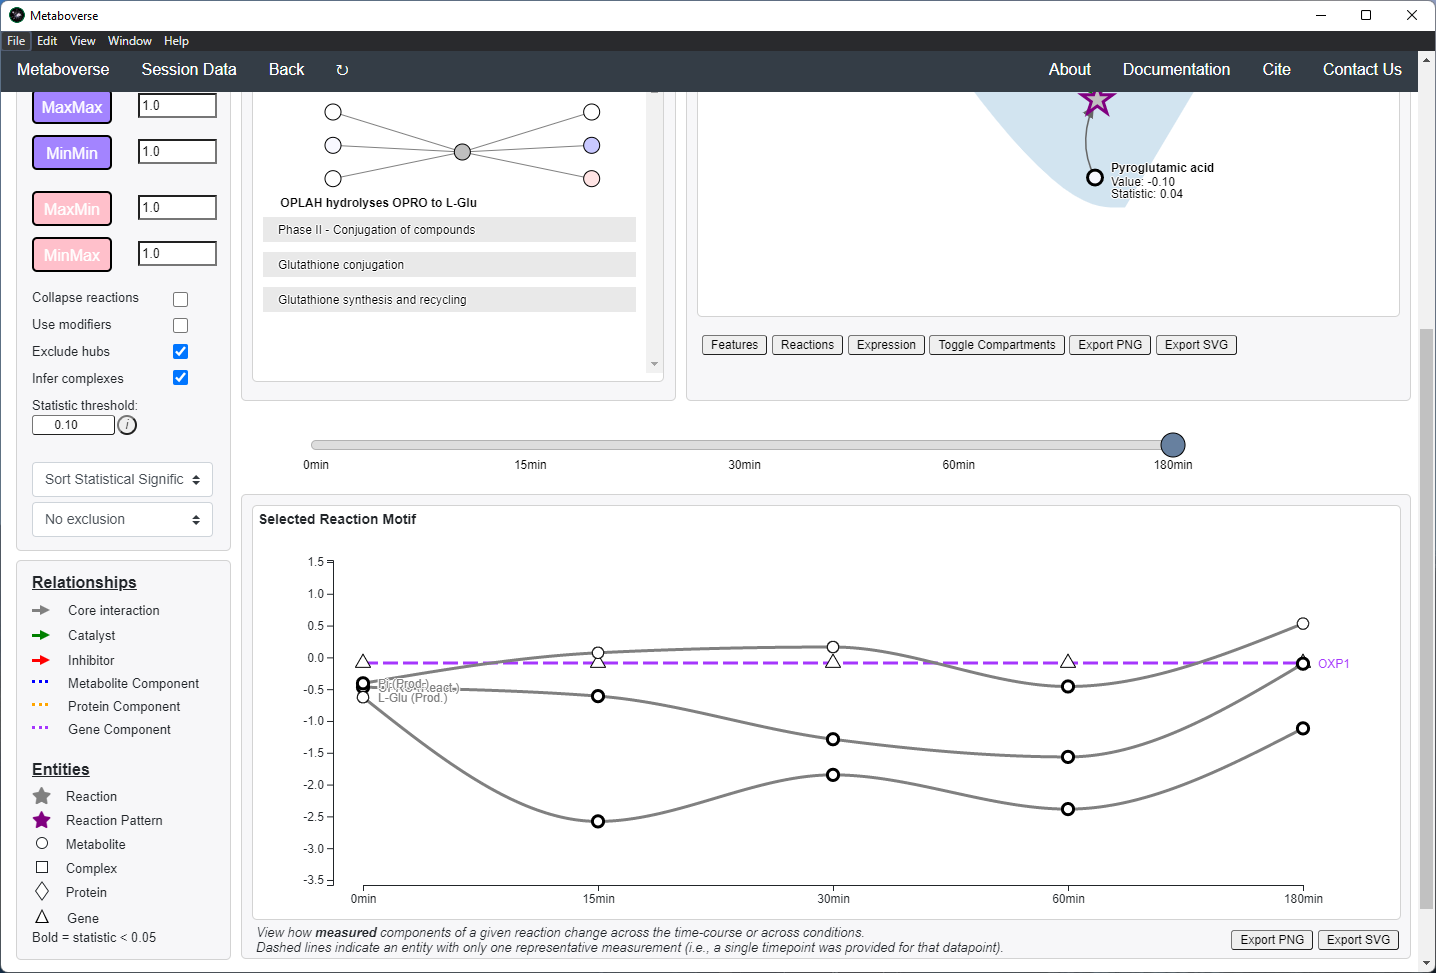 Metaboverse
File Edit View Window Help
Metaboverse Session Data Back ↻ About Documentation Cite Contact Us
MaxMax 1.0
MinMin 1.0
MaxMin 1.0
MinMax 1.0
Collapse reactions
Use modifiers
Exclude hubs
Infer complexes
Statistic threshold:
0.10 i
Sort Statistical Signific
No exclusion
OPLAH hydrolyses OPRO to L-Glu
Phase II - Conjugation of compounds
Glutathione conjugation
Glutathione synthesis and recycling
Pyroglutamic acid
Value: -0.10
Statistic: 0.04
Features Reactions Expression Toggle Compartments Export PNG Export SVG
0min 15min 30min 60min 180min
Relationships
Core interaction
Catalyst
Inhibitor
Metabolite Component
Protein Component
Gene Component
Entities
Reaction
Reaction Pattern
Metabolite
Complex
Protein
Gene
Bold = statistic < 0.05
Selected Reaction Motif
1.5
1.0
0.5
0.0
-0.5
-1.0
-1.5
-2.0
-2.5
-3.0
-3.5
OXP1
Pi (Prod.)
(React.)
L-Glu (Prod.)
0min 15min 30min 60min 180min
View how measured components of a given reaction change across the time-course or across conditions.
Dashed lines indicate an entity with only one representative measurement (i.e., a single timepoint was provided for that datapoint).
Export PNG Export SVG